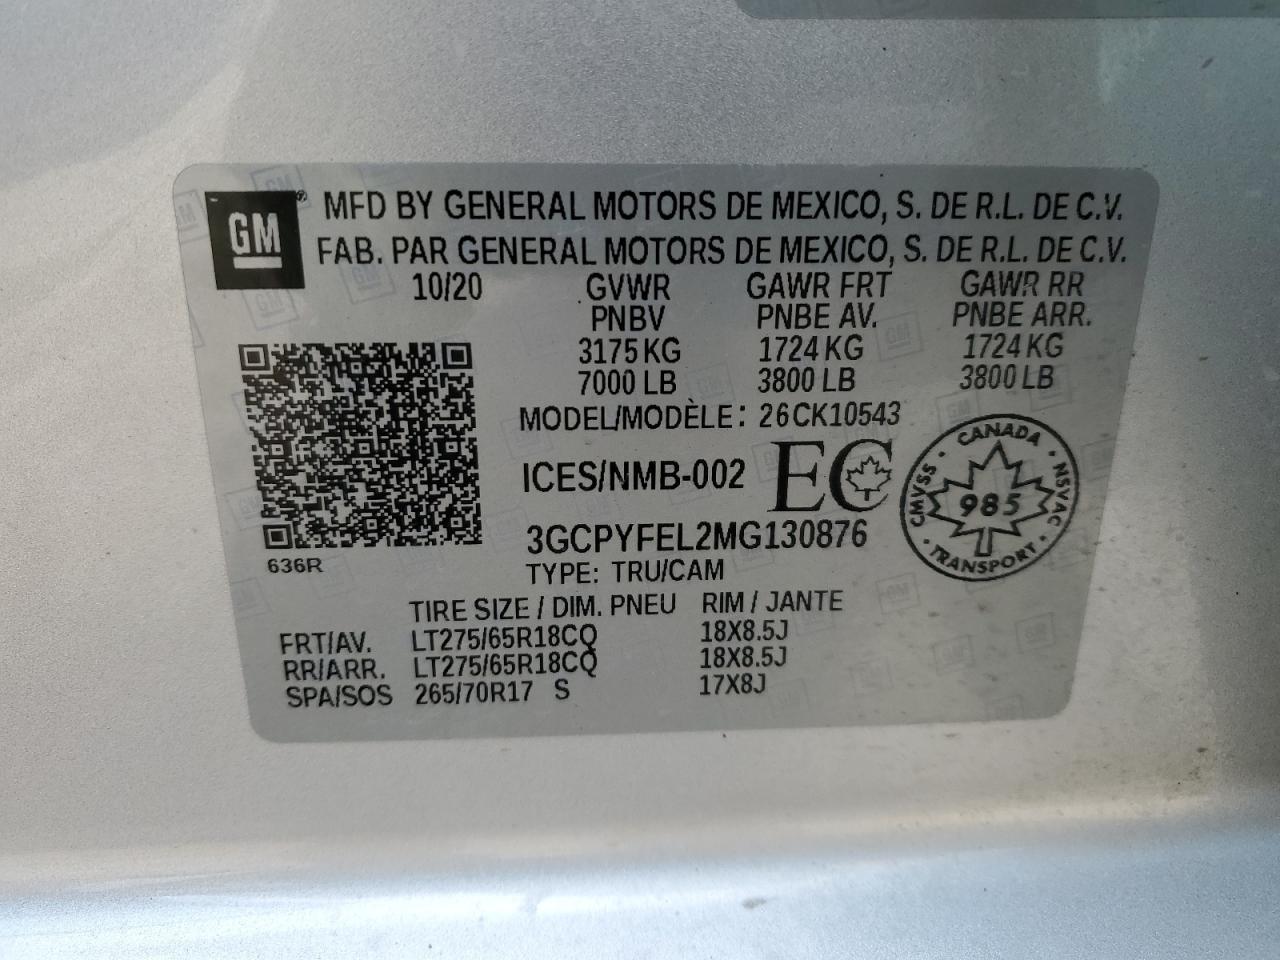 GM
MFD BY GENERAL MOTORS DE MEXICO, S. DE R.L. DE C.V.
FAB. PAR GENERAL MOTORS DE MEXICO, S. DE R.L. DE C.V.
10/20 GVWR GAWR FRT GAWR RR
PNBV PNBE AV. PNBE ARR.
3175 KG 1724 KG 1724 KG
7000 LB 3800 LB 3800 LB
MODEL/MODÈLE: 26CK10543
ICES/NMB-002 EC
CANADA
CMVSS 985 NSVAC
TRANSPORT
3GCPYFEL2MG130876
636R
TYPE: TRU/CAM
TIRE SIZE / DIM. PNEU RIM / JANTE
FRT/AV. LT275/65R18CQ 18X8.5J
RR/ARR. LT275/65R18CQ 18X8.5J
SPA/SOS 265/70R17 S 17X8J